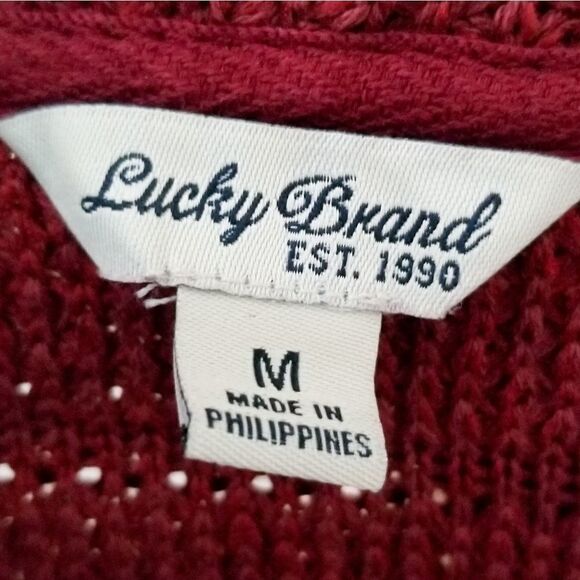 Lucky Brand
EST. 1990
M
MADE IN
PHILIPPINES